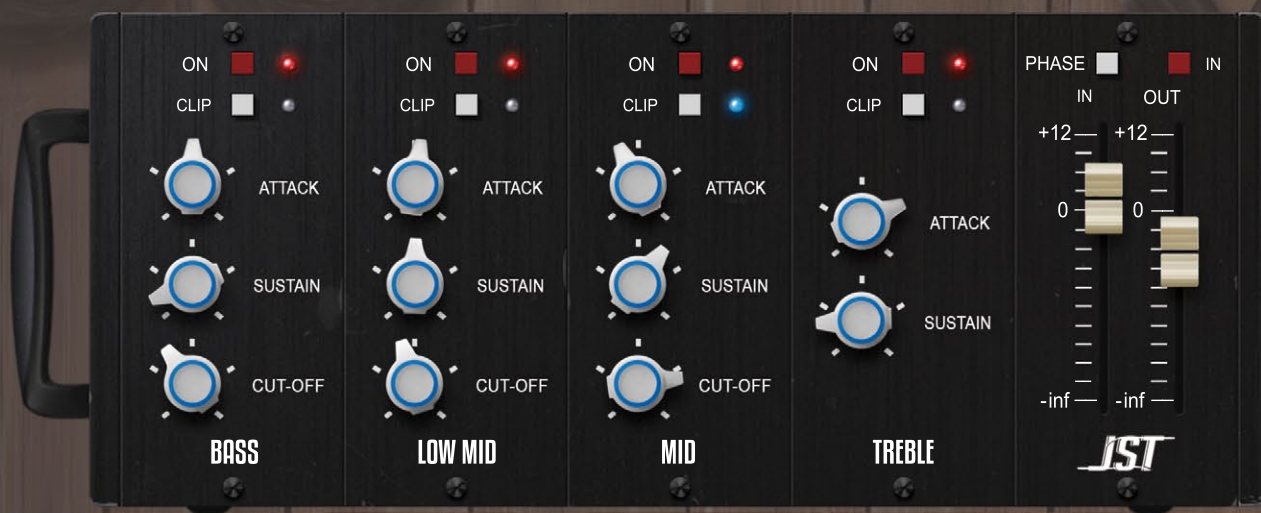 ON
CLIP
ATTACK
SUSTAIN
CUT-OFF
BASS
ON
CLIP
ATTACK
SUSTAIN
CUT-OFF
LOW MID
ON
CLIP
ATTACK
SUSTAIN
CUT-OFF
MID
ON
CLIP
ATTACK
SUSTAIN
TREBLE
PHASE IN
IN OUT
+12 +12
0 0
-inf -inf
JST